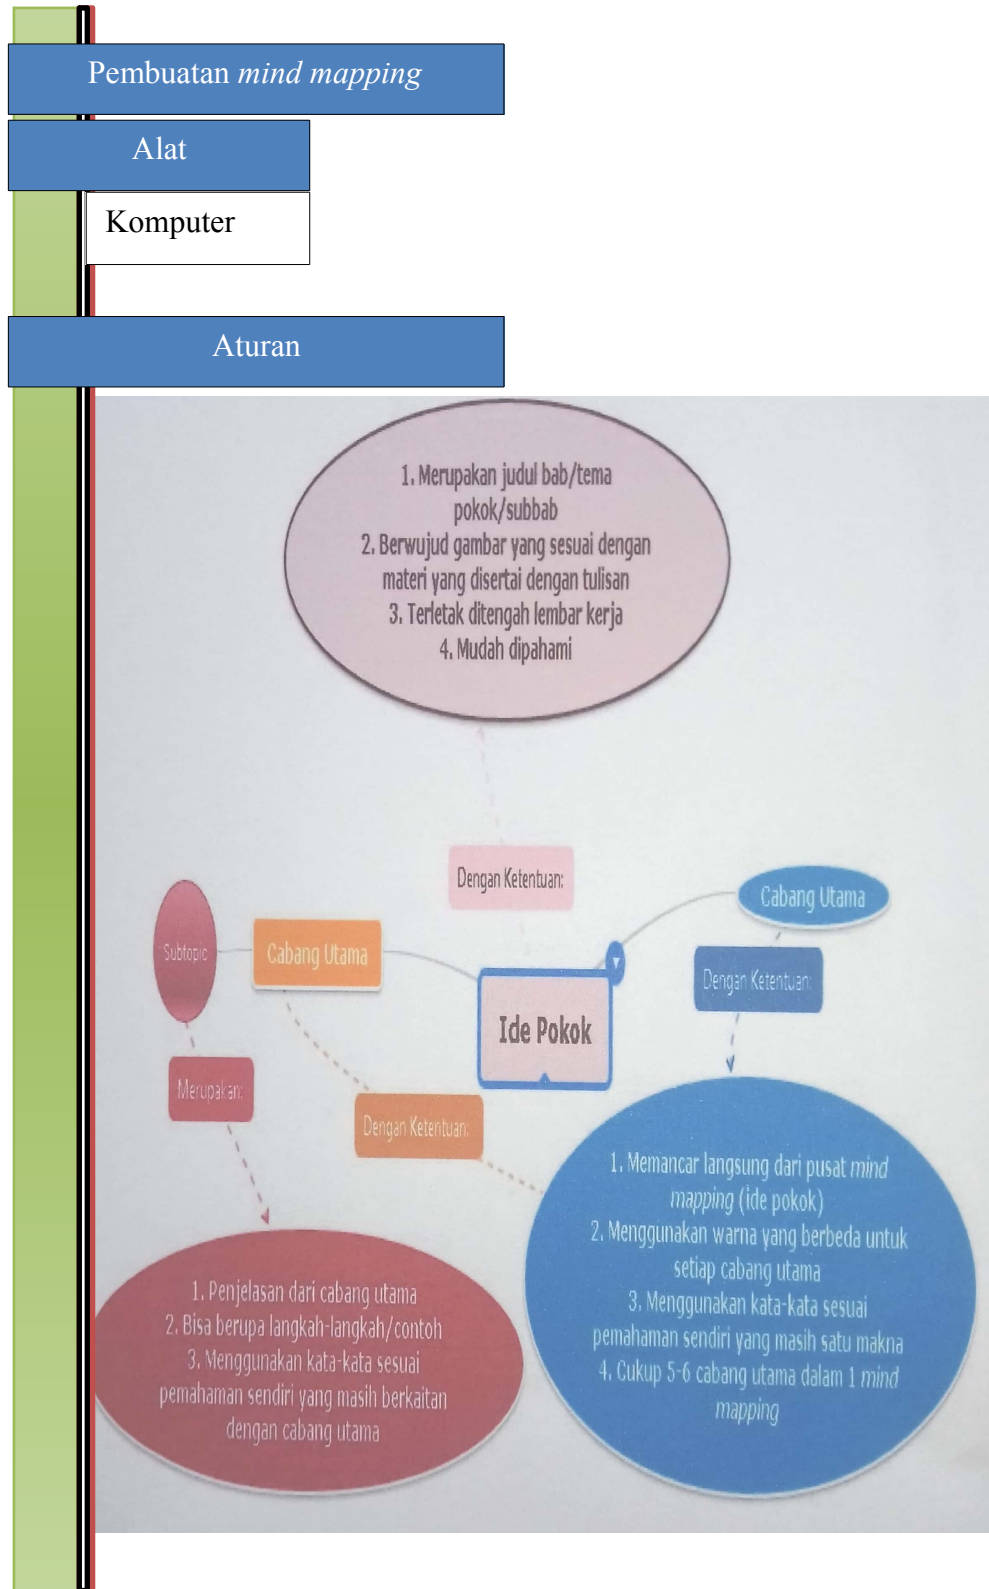 Pembuatan mind mapping
Alat
Komputer
Aturan
1. Merupakan judul bab/tema
pokok/subbab
2. Berwujud gambar yang sesuai dengan
materi yang disertai dengan tulisan
3. Terletak ditengah lembar kerja
4. Mudah dipahami
Dengan Ketentuan:
Cabang Utama
Subtopic
Cabang Utama
Dengan Ketentuan:
Ide Pokok
Merupakan:
Dengan Ketentuan:
1. Memancar langsung dari pusat mind
mapping (ide pokok)
2. Menggunakan warna yang berbeda untuk
setiap cabang utama
3. Menggunakan kata-kata sesuai
pemahaman sendiri yang masih satu makna
4. Cukup 5-6 cabang utama dalam 1 mind
mapping
1. Penjelasan dari cabang utama
2. Bisa berupa langkah-langkah/contoh
3. Menggunakan kata-kata sesuai
pemahaman sendiri yang masih berkaitan
dengan cabang utama